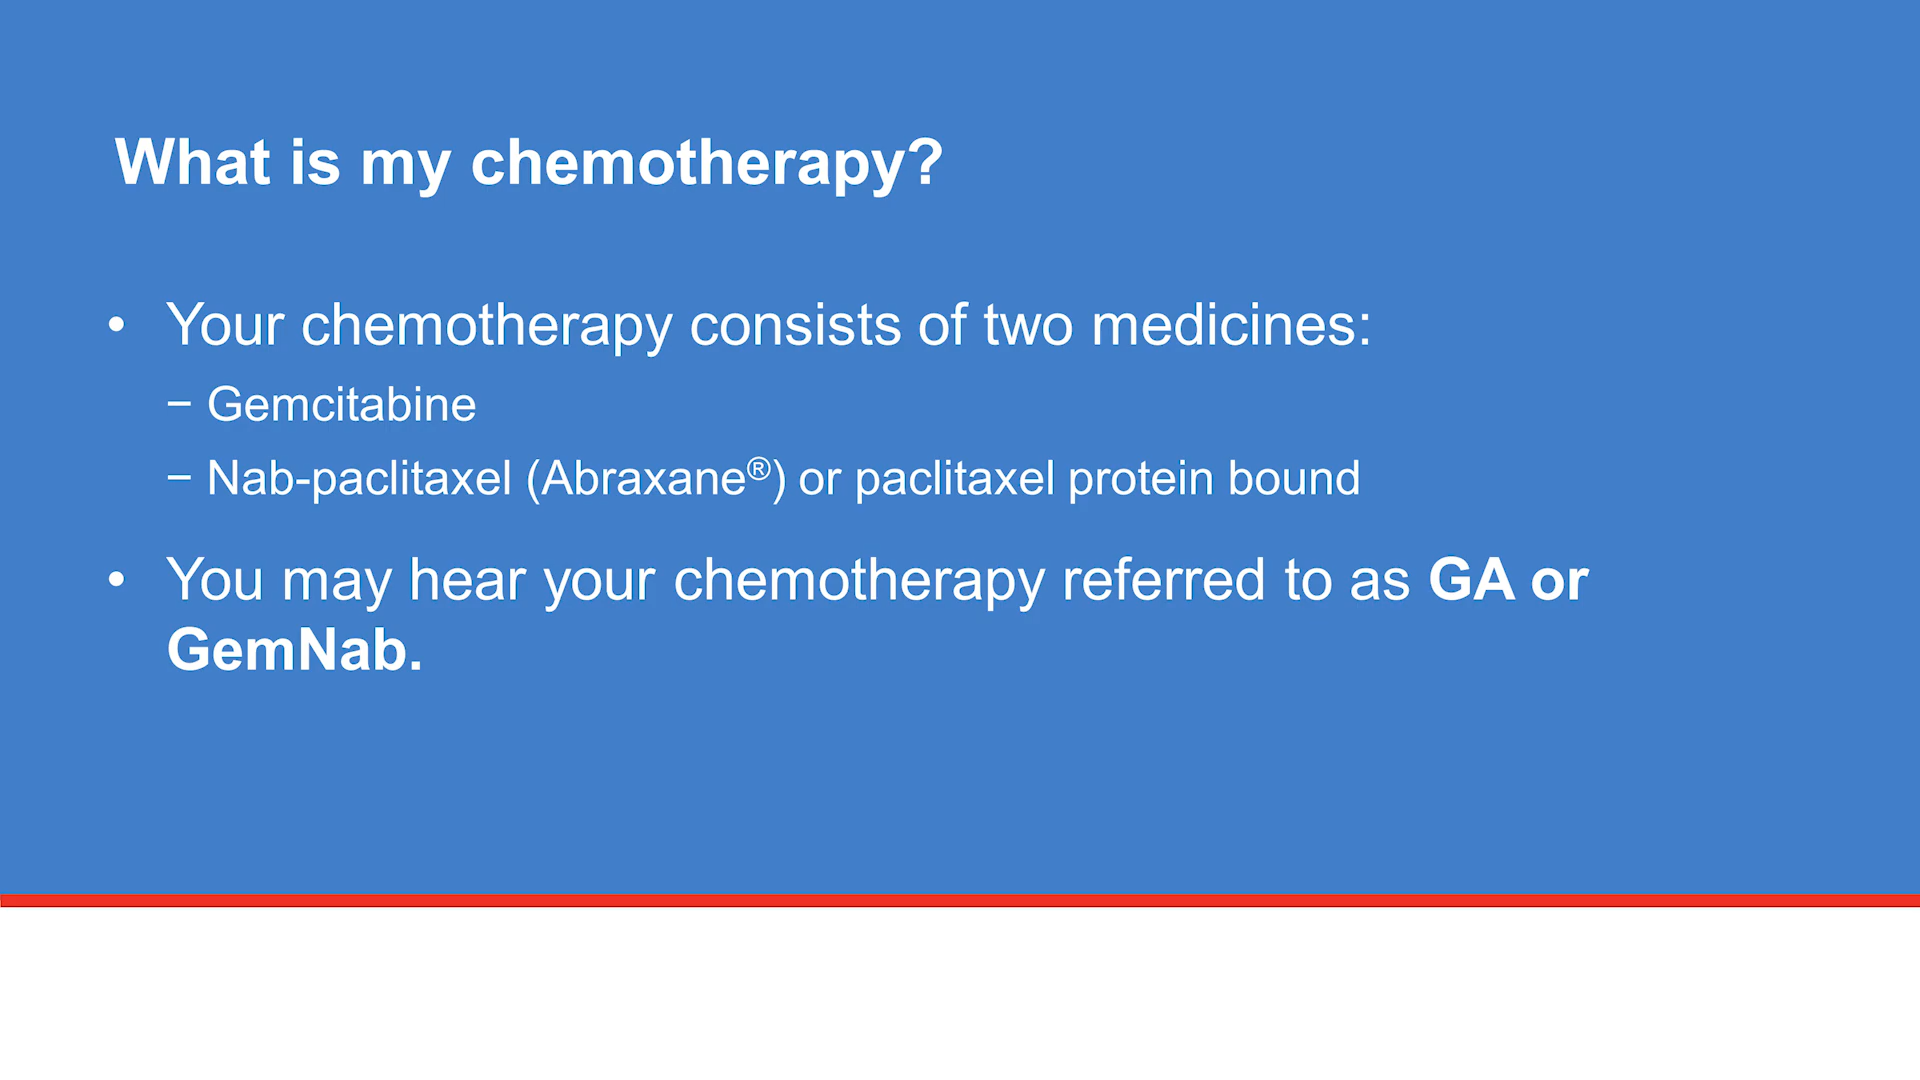 What is my chemotherapy?
• Your chemotherapy consists of two medicines:
− Gemcitabine
− Nab-paclitaxel (Abraxane®) or paclitaxel protein bound
• You may hear your chemotherapy referred to as GA or
GemNab.